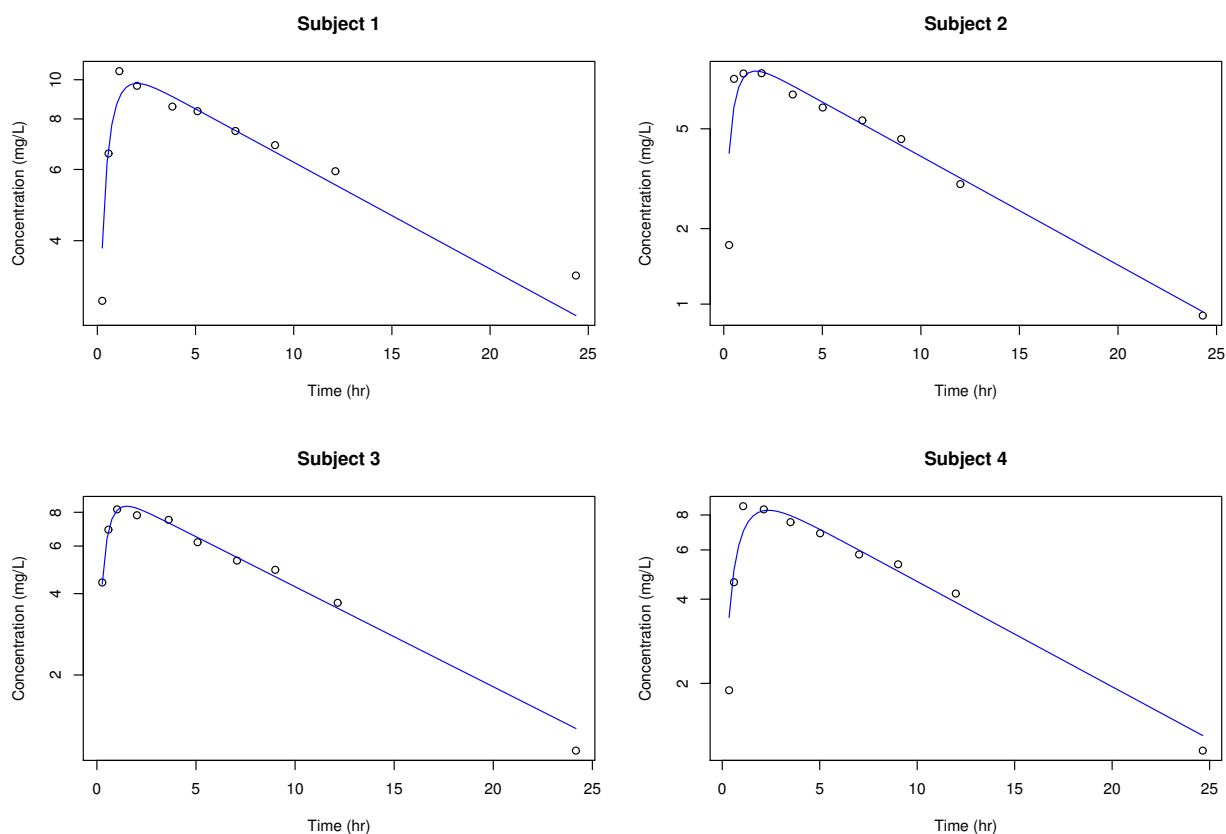 Subject 1
Concentration (mg/L)
10
8
6
4
0 5 10 15 20 25
Time (hr)
Subject 2
Concentration (mg/L)
5
2
1
0 5 10 15 20 25
Time (hr)
Subject 3
Concentration (mg/L)
8
6
4
2
0 5 10 15 20 25
Time (hr)
Subject 4
Concentration (mg/L)
8
6
4
2
0 5 10 15 20 25
Time (hr)